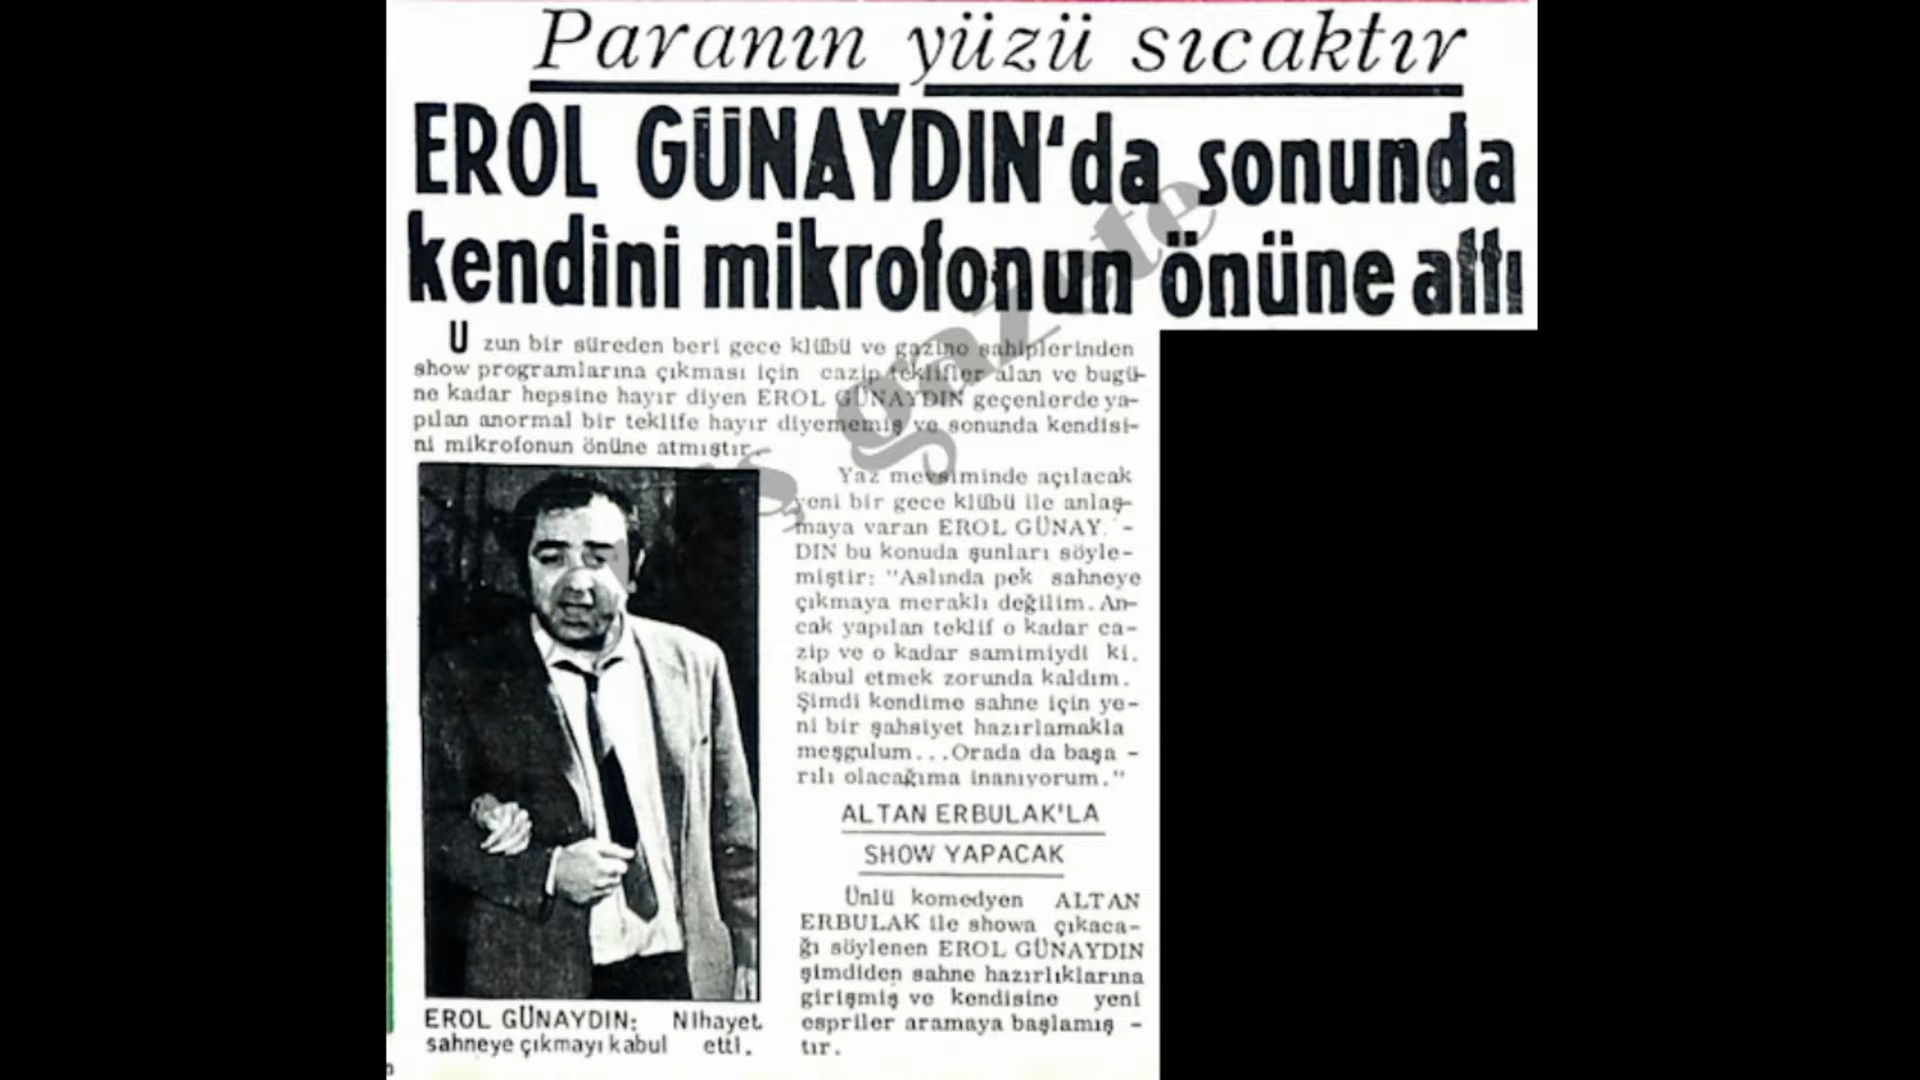 Paranın yüzü sıcaktır
EROL GÜNAYDIN'da sonunda
kendini mikrofonun önüne attı
Uzun bir süreden beri gece klübü ve gazino sahiplerinden
show programlarına çıkması için cazip teklifler alan ve bugü-
ne kadar hepsine hayır diyen EROL GÜNAYDIN geçenlerde ya-
pılan anormal bir teklife hayır diyememiş ve sonunda kendisi-
ni mikrofonun önüne atmıştır.
Yaz mevsiminde açılacak
yeni bir gece klübü ile anlaş-
maya varan EROL GÜNAY. -
DIN bu konuda şunları söyle-
miştir: "Aslında pek sahneye
çıkmaya meraklı değilim. An-
cak yapılan teklif o kadar ca-
zip ve o kadar samimiydi ki.
kabul etmek zorunda kaldım.
Şimdi kendime sahne için ye-
ni bir şahsiyet hazırlamakla
meşgulum...Orada da başa -
rılı olacağıma inanıyorum."
ALTAN ERBULAK'LA
SHOW YAPACAK
Ünlü komedyen ALTAN
ERBULAK ile showa çıkaca-
ğı söylenen EROL GÜNAYDIN
şimdiden sahne hazırlıklarına
girişmiş ve kendisine yeni
espriler aramaya başlamış -
tır.
EROL GÜNAYDIN: Nihayet
sahneye çıkmayı kabul etti.
gazete